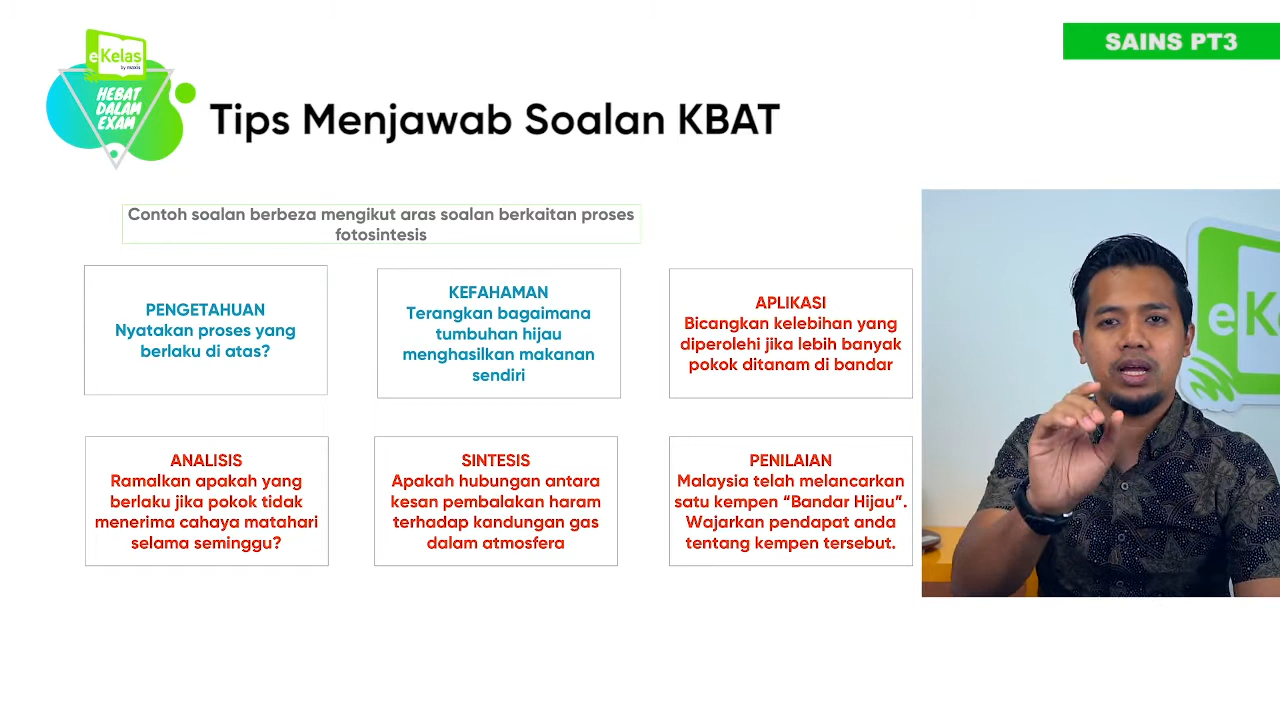 eKelas
by maxis
HEBAT
DALAM
EXAM
SAINS PT3
Tips Menjawab Soalan KBAT
Contoh soalan berbeza mengikut aras soalan berkaitan proses
fotosintesis
PENGETAHUAN
Nyatakan proses yang
berlaku di atas?
KEFAHAMAN
Terangkan bagaimana
tumbuhan hijau
menghasilkan makanan
sendiri
APLIKASI
Bicangkan kelebihan yang
diperolehi jika lebih banyak
pokok ditanam di bandar
ANALISIS
Ramalkan apakah yang
berlaku jika pokok tidak
menerima cahaya matahari
selama seminggu?
SINTESIS
Apakah hubungan antara
kesan pembalakan haram
terhadap kandungan gas
dalam atmosfera
PENILAIAN
Malaysia telah melancarkan
satu kempen “Bandar Hijau”.
Wajarkan pendapat anda
tentang kempen tersebut.